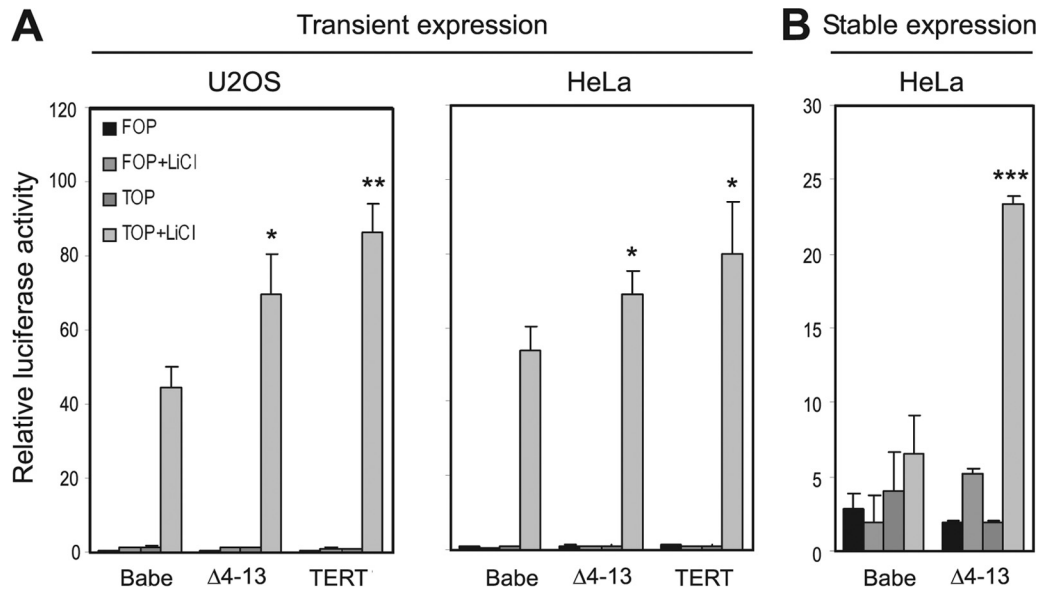 A
Transient expression
B
Stable expression
U2OS
HeLa
HeLa
Relative luciferase activity
120
100
80
60
40
20
0
FOP
FOP+LiCl
TOP
TOP+LiCl
*
**
*
*
30
25
20
15
10
5
0
***
Babe Δ4-13 TERT
Babe Δ4-13 TERT
Babe Δ4-13